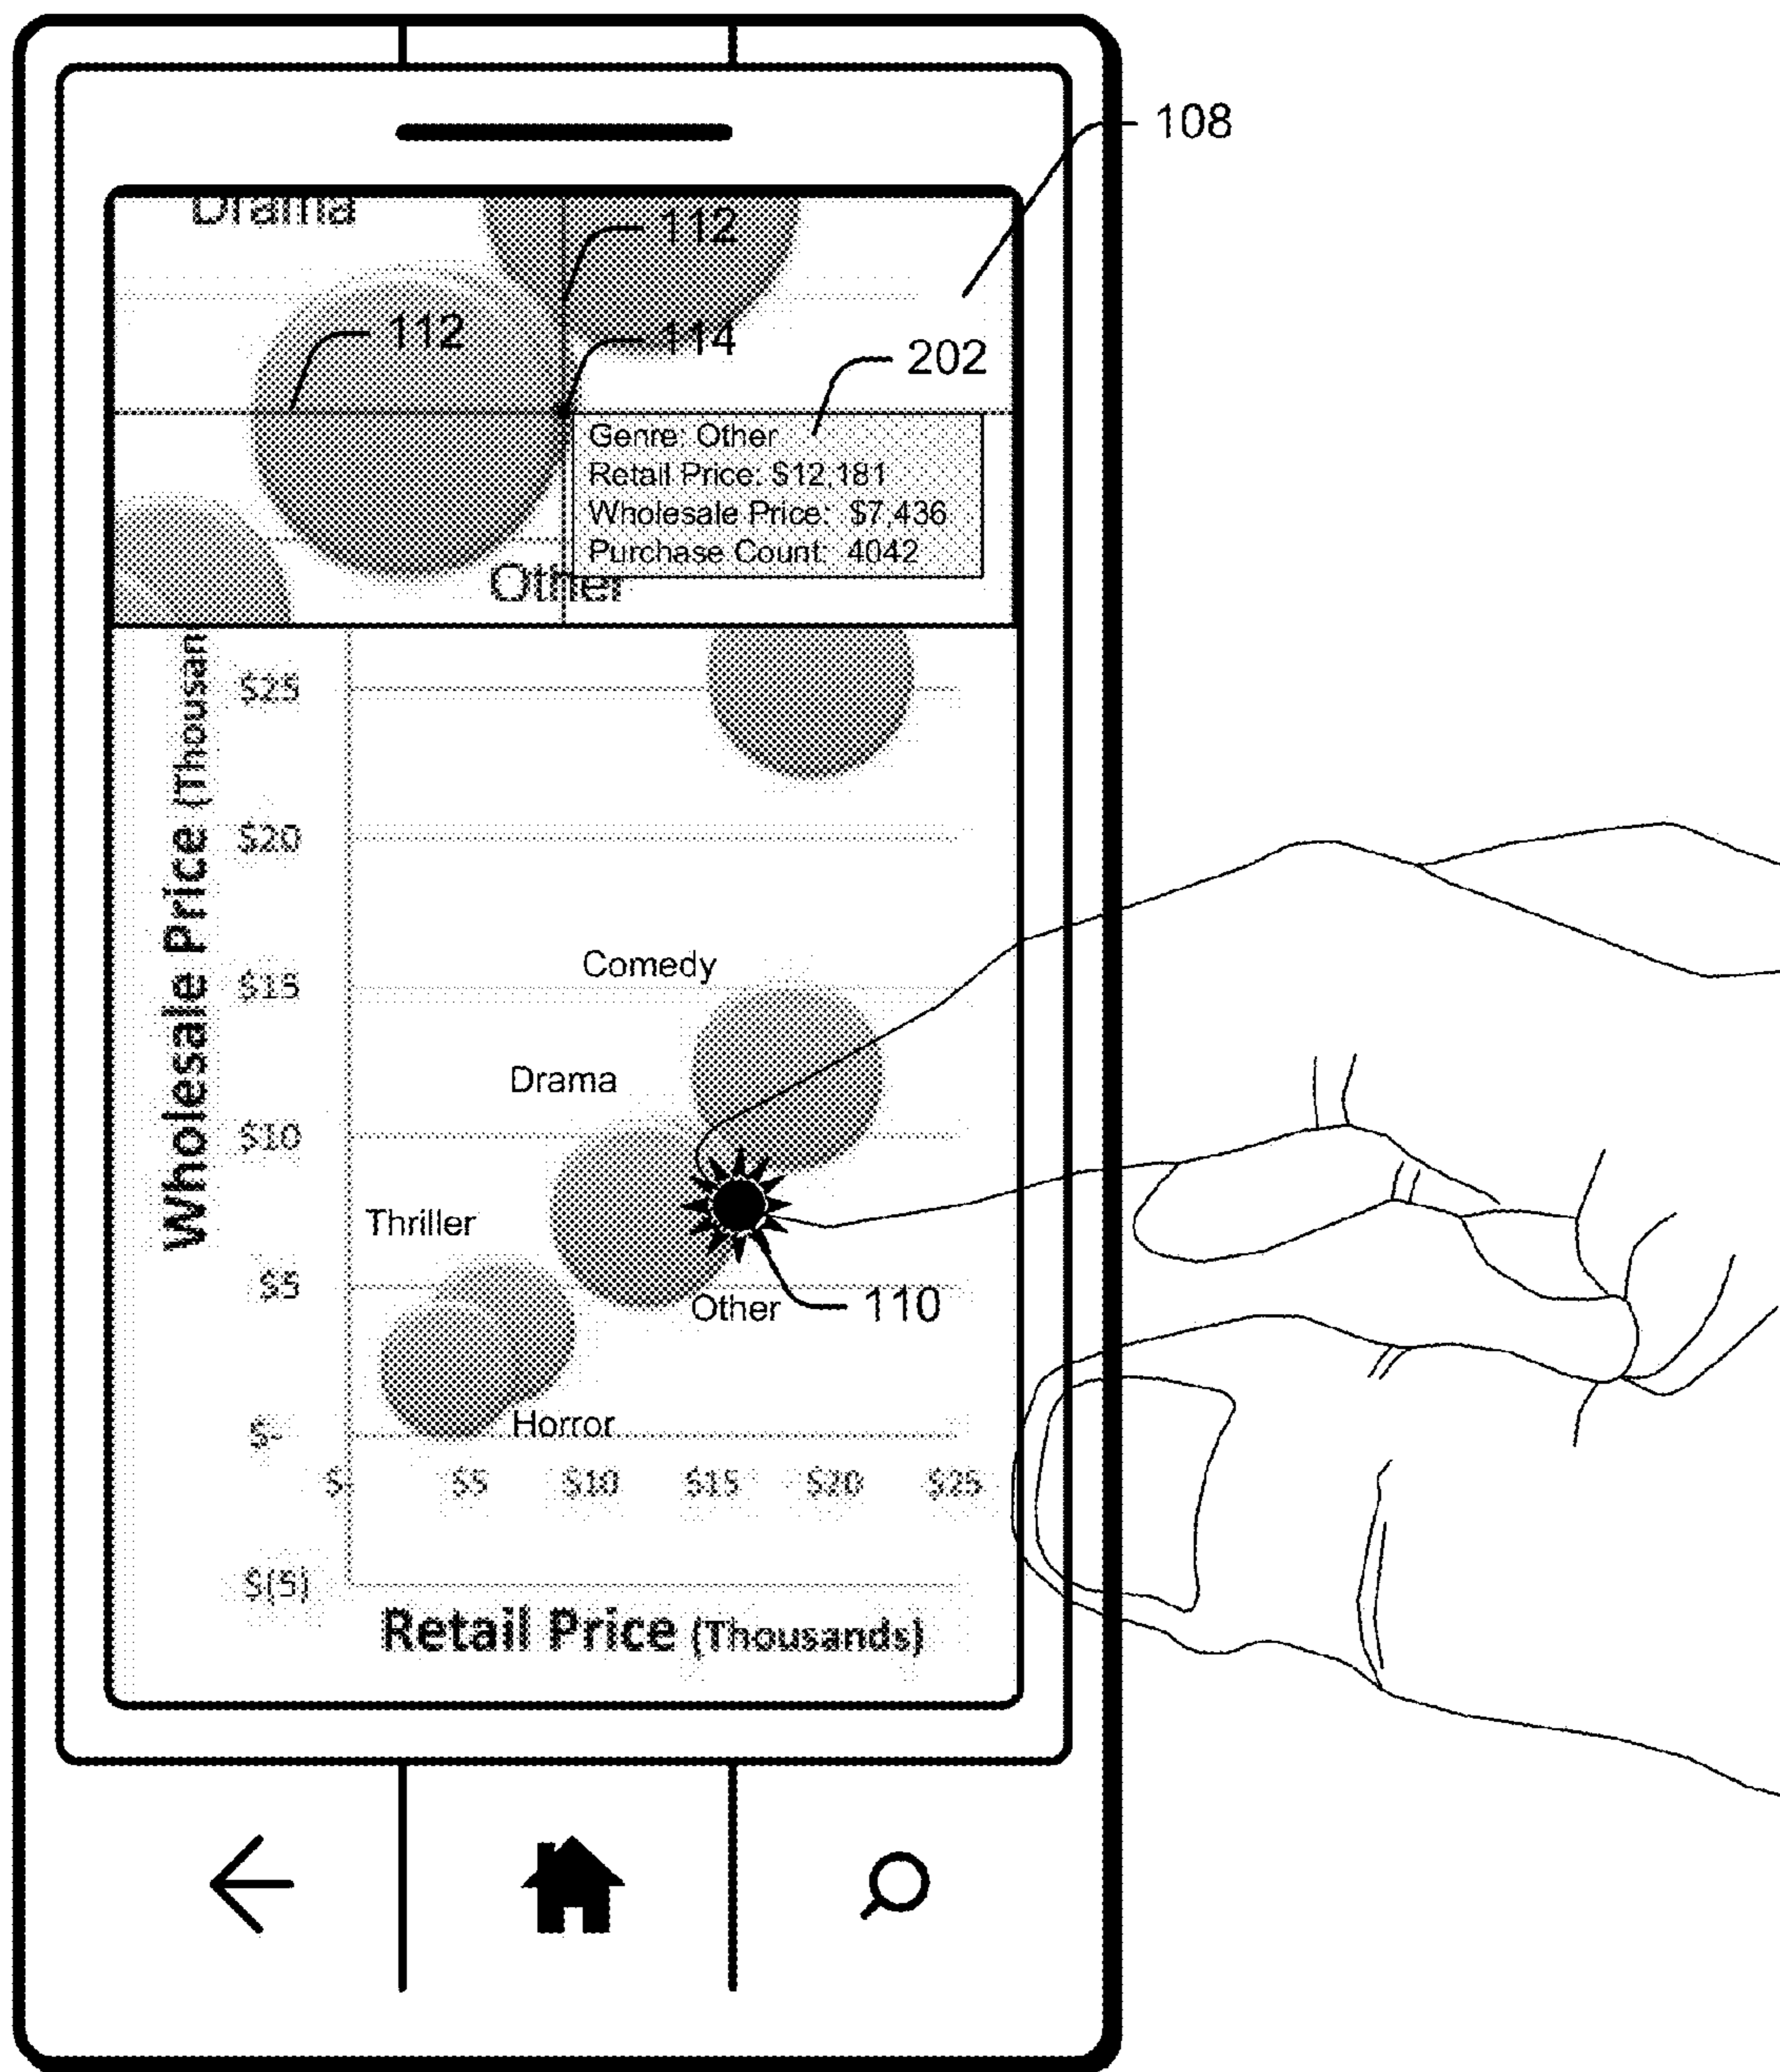 108
Drama
112
112
114
202
Genre: Other
Retail Price: $12,181
Wholesale Price: $7,436
Purchase Count: 4042
Other
Wholesale Price (Thousan
$25
$20
$15
$10
$5
$-
$(5)
Comedy
Drama
Thriller
Other
110
Horror
$- $5 $10 $15 $20 $25
Retail Price (Thousands)